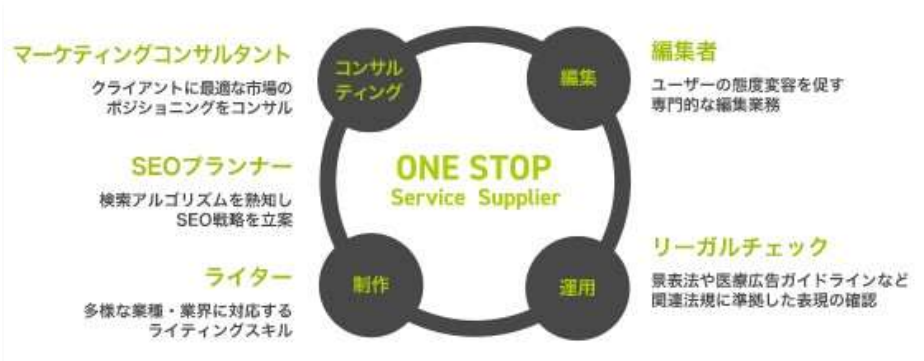 マーケティングコンサルタント
クライアントに最適な市場の
ポジショニングをコンサル
SEOプランナー
検索アルゴリズムを熟知し
SEO戦略を立案
ライター
多様な業種・業界に対応する
ライティングスキル
コンサル
ティング
編集
ONE STOP
Service Supplier
制作
運用
編集者
ユーザーの態度変容を促す
専門的な編集業務
リーガルチェック
景表法や医療広告ガイドラインなど
関連法規に準拠した表現の確認